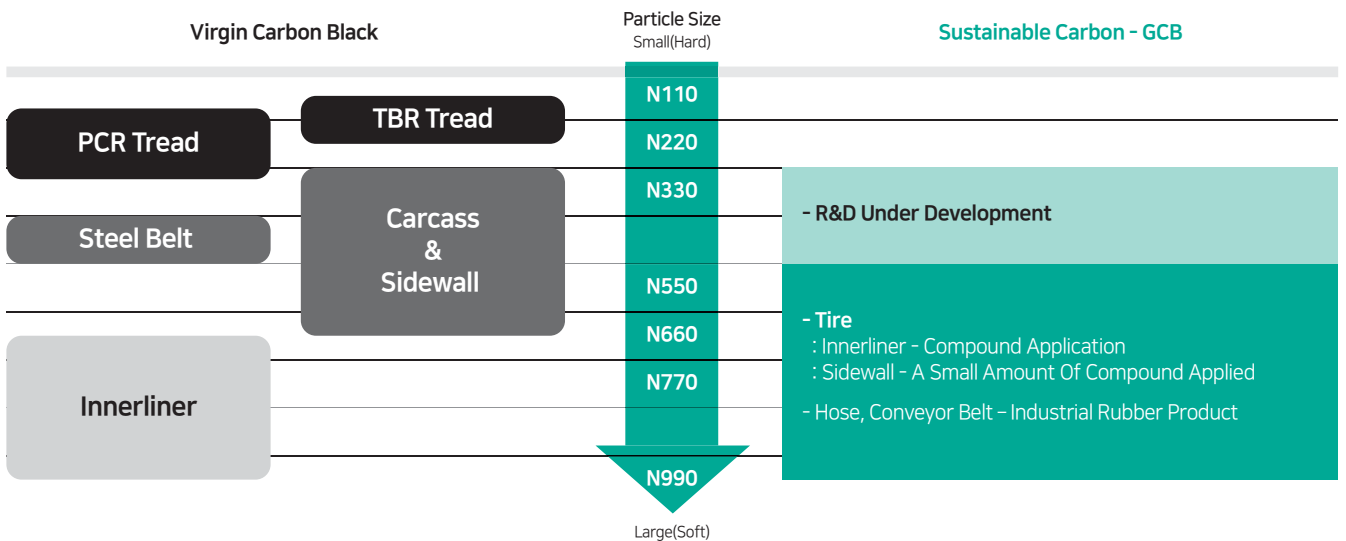 Virgin Carbon Black
Particle Size
Small(Hard)
Sustainable Carbon - GCB
PCR Tread
TBR Tread
Steel Belt
Carcass
&
Sidewall
Innerliner
N110
N220
N330
N550
N660
N770
N990
Large(Soft)
- R&D Under Development
- Tire
: Innerliner - Compound Application
: Sidewall - A Small Amount Of Compound Applied
- Hose, Conveyor Belt – Industrial Rubber Product